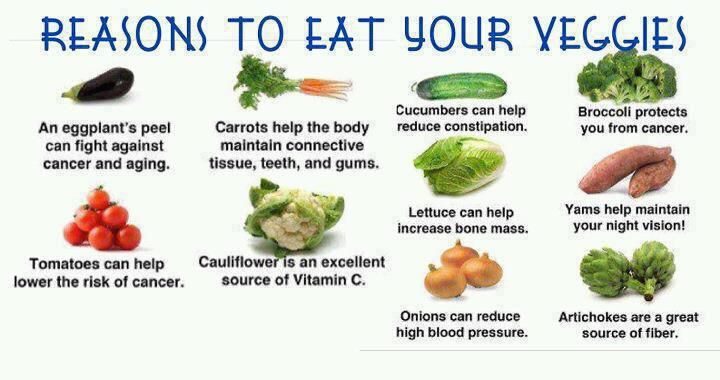 REASONS TO EAT YOUR VEGGIES
An eggplant's peel
can fight against
cancer and aging.
Carrots help the body
maintain connective
tissue, teeth, and gums.
Cucumbers can help
reduce constipation.
Broccoli protects
you from cancer.
Lettuce can help
increase bone mass.
Yams help maintain
your night vision!
Tomatoes can help
lower the risk of cancer.
Cauliflower is an excellent
source of Vitamin C.
Onions can reduce
high blood pressure.
Artichokes are a great
source of fiber.